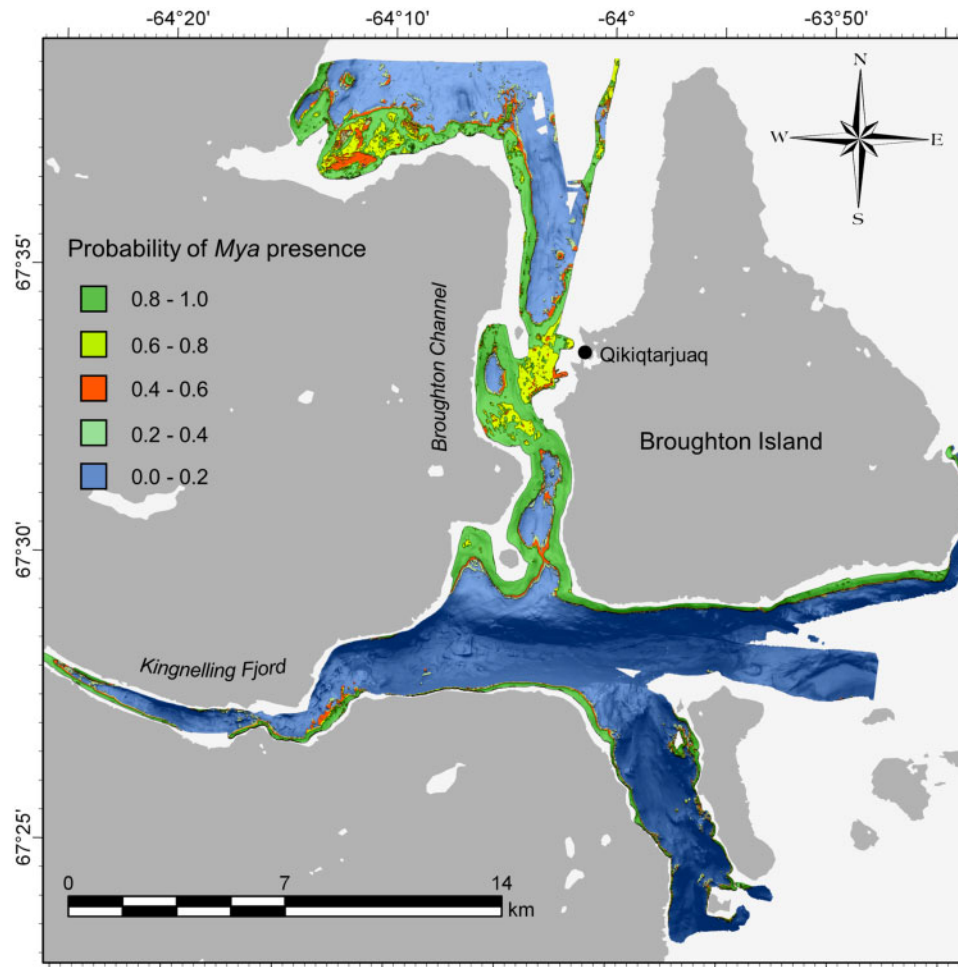 -64°20' -64°10' -64° -63°50'
N
W E
S
67°35'
67°30'
67°25'
Probability of Mya presence
0.8 - 1.0
0.6 - 0.8
0.4 - 0.6
0.2 - 0.4
0.0 - 0.2
Broughton Channel
Qikiqtarjuaq
Broughton Island
Kingnelling Fjord
0 7 14
km